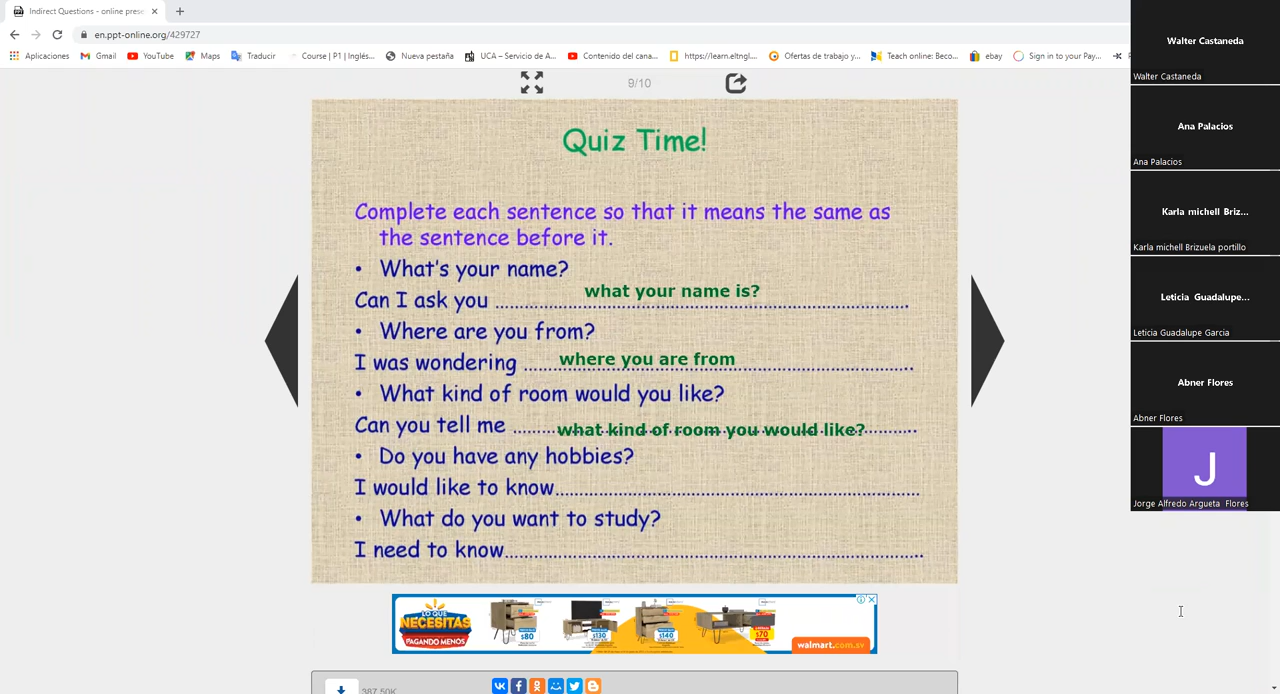 Indirect Questions - online prese
en.ppt-online.org/429727
Aplicaciones
Gmail
YouTube
Maps
Traducir
Course | P1 | Inglés...
Nueva pestaña
UCA – Servicio de A...
Contenido del cana...
https://learn.eltngl...
Ofertas de trabajo y...
Teach online: Beco...
ebay
Sign in to your Pay...
9/10
Quiz Time!
Complete each sentence so that it means the same as
the sentence before it.
• What's your name?
Can I ask you what your name is?
• Where are you from?
I was wondering where you are from
• What kind of room would you like?
Can you tell me what kind of room you would like?
• Do you have any hobbies?
I would like to know
• What do you want to study?
I need to know
LO QUE
NECESITAS
PAGANDO MENOS
$80
$130
$140
$70
walmart.com.sv
387.50K
Walter Castaneda
Walter Castaneda
Ana Palacios
Ana Palacios
Karla michell Briz...
Karla michell Brizuela portillo
Leticia Guadalupe...
Leticia Guadalupe Garcia
Abner Flores
Abner Flores
J
Jorge Alfredo Argueta Flores